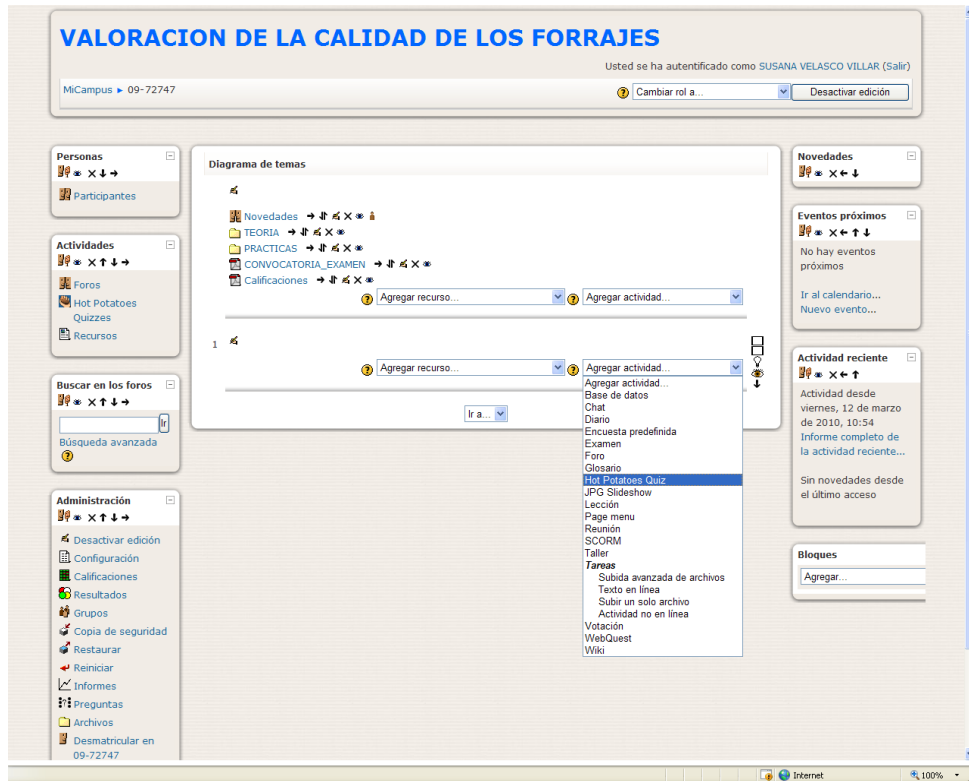 VALORACION DE LA CALIDAD DE LOS FORRAJES
Usted se ha autentificado como SUSANA VELASCO VILLAR (Salir)
MiCampus ► 09-72747
Cambiar rol a...
Desactivar edición
Personas
Participantes
Actividades
Foros
Hot Potatoes
Quizzes
Recursos
Buscar en los foros
Ir
Búsqueda avanzada
Administración
Desactivar edición
Configuración
Calificaciones
Resultados
Grupos
Copia de seguridad
Restaurar
Reiniciar
Informes
Preguntas
Archivos
Desmatricular en
09-72747
Diagrama de temas
Novedades
TEORIA
PRACTICAS
CONVOCATORIA_EXAMEN
Calificaciones
Agregar recurso...
Agregar actividad...
1
Agregar recurso...
Agregar actividad...
Agregar actividad...
Base de datos
Chat
Diario
Encuesta predefinida
Examen
Foro
Glosario
Hot Potatoes Quiz
JPG Slideshow
Lección
Page menu
Reunión
SCORM
Taller
Tareas
Subida avanzada de archivos
Texto en línea
Subir un solo archivo
Actividad no en línea
Votación
WebQuest
Wiki
Ir a...
Novedades
Eventos próximos
No hay eventos
próximos
Ir al calendario...
Nuevo evento...
Actividad reciente
Actividad desde
viernes, 12 de marzo
de 2010, 10:54
Informe completo de
la actividad reciente...
Sin novedades desde
el último acceso
Bloques
Agregar...
Internet
100%